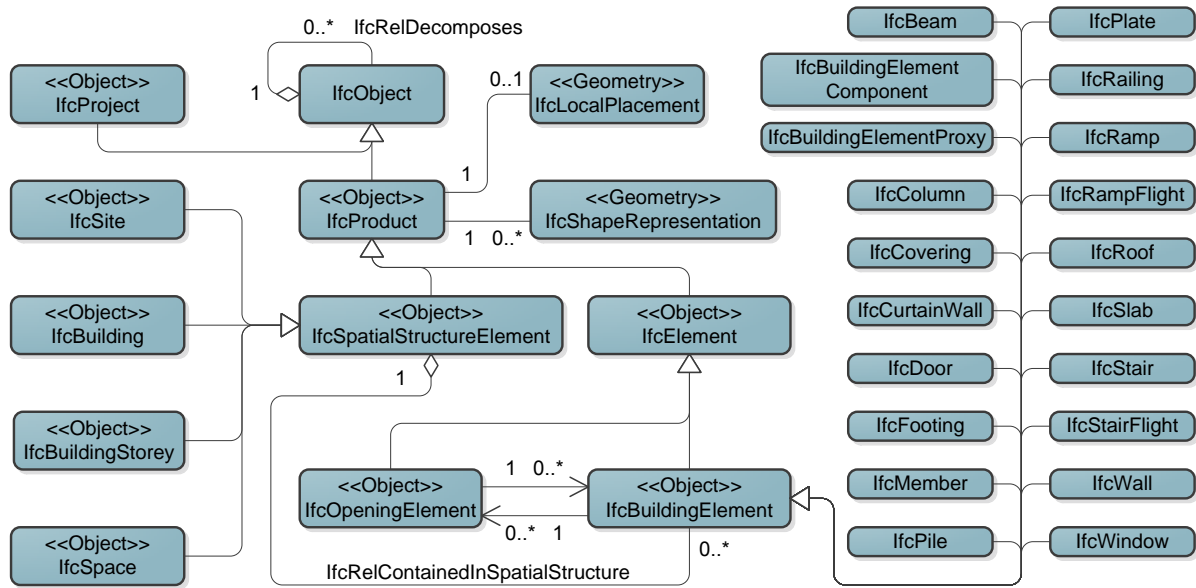 0..* IfcRelDecomposes
<<Object>>
IfcProject
1
IfcObject
0..1
<<Geometry>>
IfcLocalPlacement
1
<<Object>>
IfcProduct
<<Geometry>>
IfcShapeRepresentation
1 0..*
<<Object>>
IfcSite
<<Object>>
IfcBuilding
<<Object>>
IfcBuildingStorey
<<Object>>
IfcSpace
<<Object>>
IfcSpatialStructureElement
1
<<Object>>
IfcElement
<<Object>>
IfcOpeningElement
1 0..*
0..* 1
<<Object>>
IfcBuildingElement
0..*
IfcRelContainedInSpatialStructure
IfcBeam
IfcBuildingElement
Component
IfcBuildingElementProxy
IfcColumn
IfcCovering
IfcCurtainWall
IfcDoor
IfcFooting
IfcMember
IfcPile
IfcPlate
IfcRailing
IfcRamp
IfcRampFlight
IfcRoof
IfcSlab
IfcStair
IfcStairFlight
IfcWall
IfcWindow